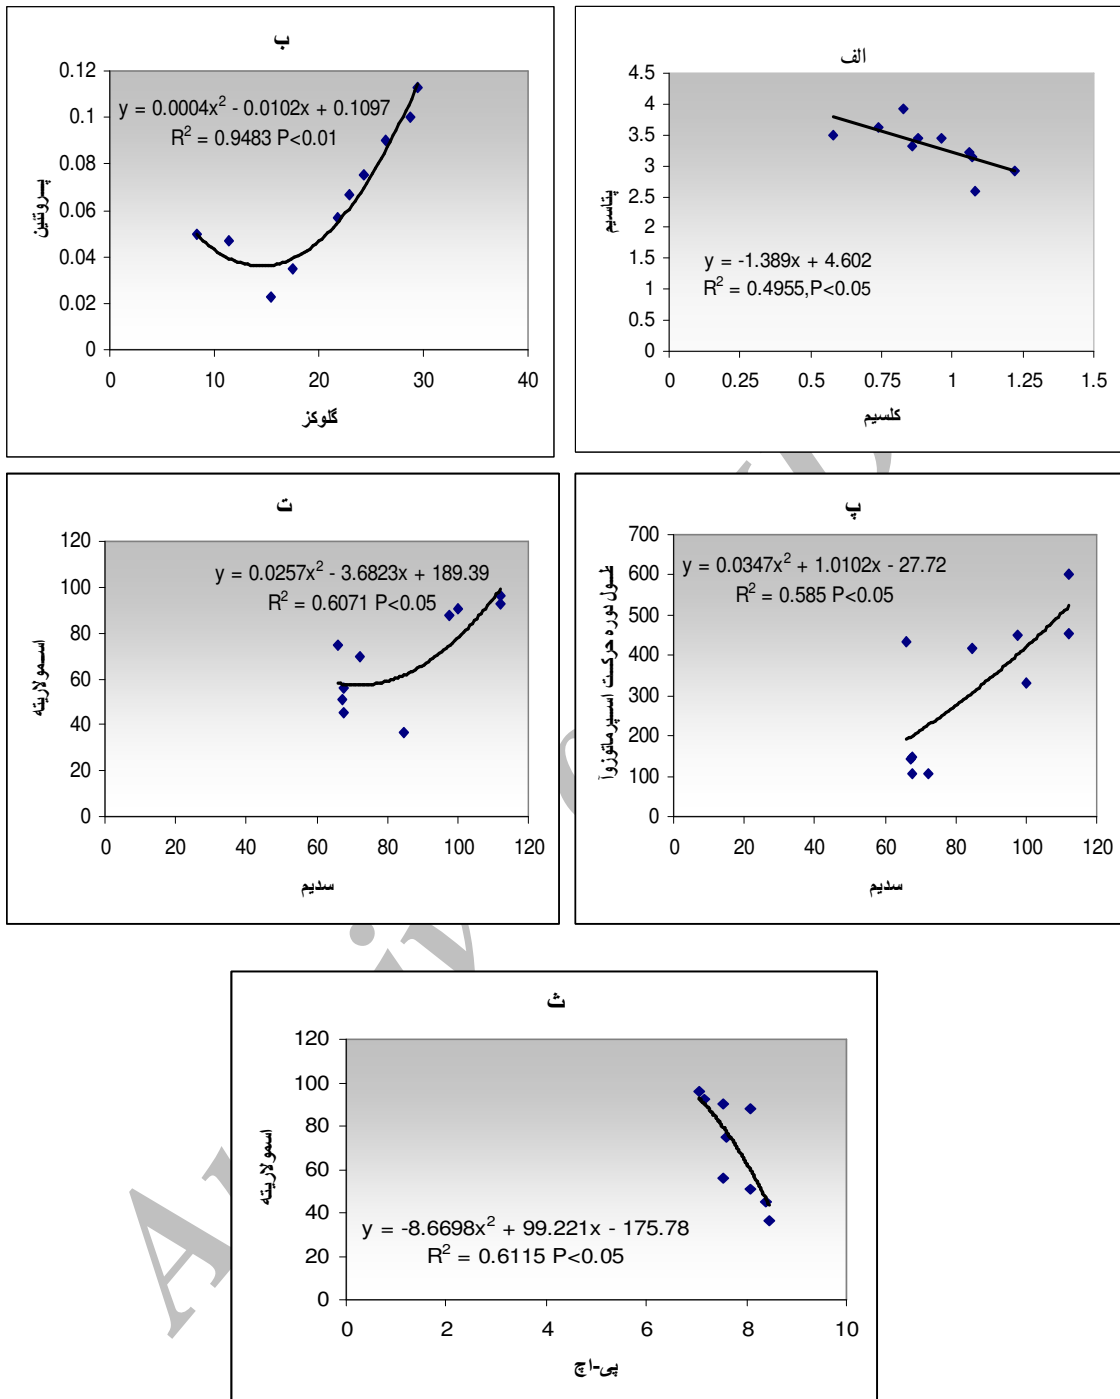 الف
4.5
4
3.5
3
2.5
2
1.5
1
0.5
0
پتاسیم
y = -1.389x + 4.602
R² = 0.4955,P<0.05
0 0.25 0.5 0.75 1 1.25 1.5
کلسیم
ب
0.12
0.1
0.08
0.06
0.04
0.02
0
پروتئین
y = 0.0004x² - 0.0102x + 0.1097
R² = 0.9483 P<0.01
0 10 20 30 40
گلوکز
پ
700
600
500
400
300
200
100
0
طول دوره حرکت اسپرماتوزوآ
y = 0.0347x² + 1.0102x - 27.72
R² = 0.585 P<0.05
0 20 40 60 80 100 120
سدیم
ت
120
100
80
60
40
20
0
اسمولاریته
y = 0.0257x² - 3.6823x + 189.39
R² = 0.6071 P<0.05
0 20 40 60 80 100 120
سدیم
ث
120
100
80
60
40
20
0
اسمولاریته
y = -8.6698x² + 99.221x - 175.78
R² = 0.6115 P<0.05
0 2 4 6 8 10
پی-اچ